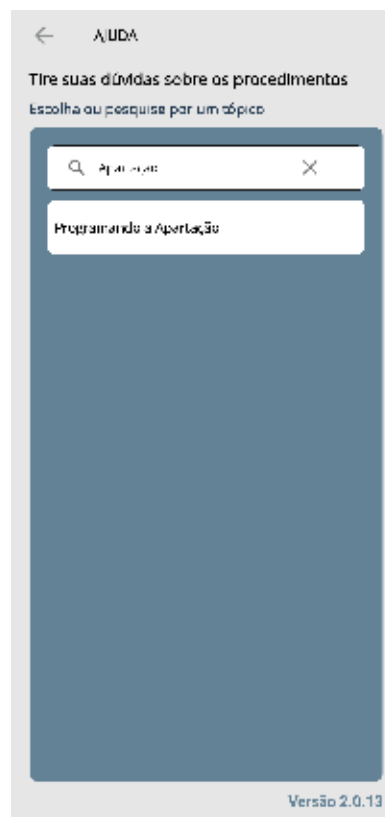 AJUDA
Tire suas dúvidas sobre os procedimentos
Escolha ou pesquise por um tópico
Apartação
Programando a Apartação
Versão 2.0.13